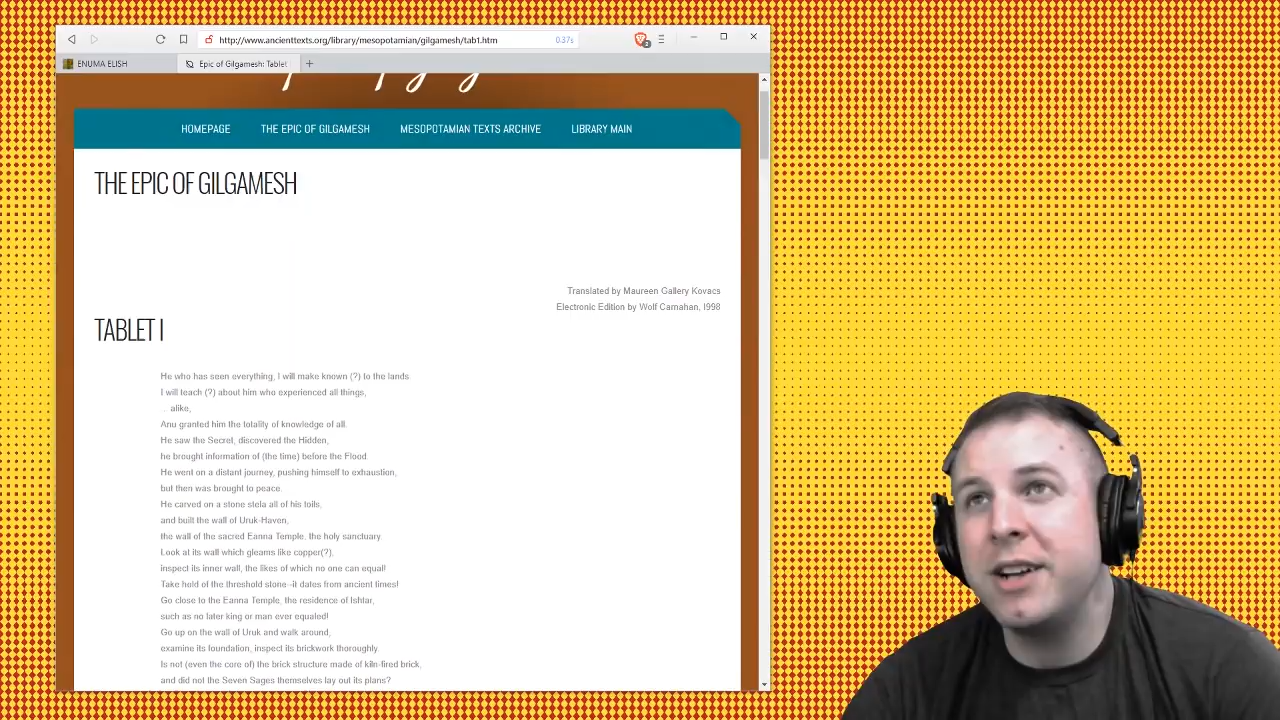 http://www.ancienttexts.org/library/mesopotamian/gilgamesh/tab1.htm
2
ENUMA ELISH
Epic of Gilgamesh: Tablet
HOMEPAGE
THE EPIC OF GILGAMESH
MESOPOTAMIAN TEXTS ARCHIVE
LIBRARY MAIN
THE EPIC OF GILGAMESH
Translated by Maureen Gallery Kovacs
Electronic Edition by Wolf Carnahan, I998
TABLET I
He who has seen everything, I will make known (?) to the lands
I will teach (?) about him who experienced all things,
... alike,
Anu granted him the totality of knowledge of all.
He saw the Secret, discovered the Hidden,
he brought information of (the time) before the Flood.
He went on a distant journey, pushing himself to exhaustion,
but then was brought to peace.
He carved on a stone stela all of his toils,
and built the wall of Uruk-Haven,
the wall of the sacred Eanna Temple, the holy sanctuary.
Look at its wall which gleams like copper(?),
inspect its inner wall, the likes of which no one can equal!
Take hold of the threshold stone--it dates from ancient times!
Go close to the Eanna Temple, the residence of Ishtar,
such as no later king or man ever equaled!
Go up on the wall of Uruk and walk around,
examine its foundation, inspect its brickwork thoroughly.
Is not (even the core of) the brick structure made of kiln-fired brick,
and did not the Seven Sages themselves lay out its plans?